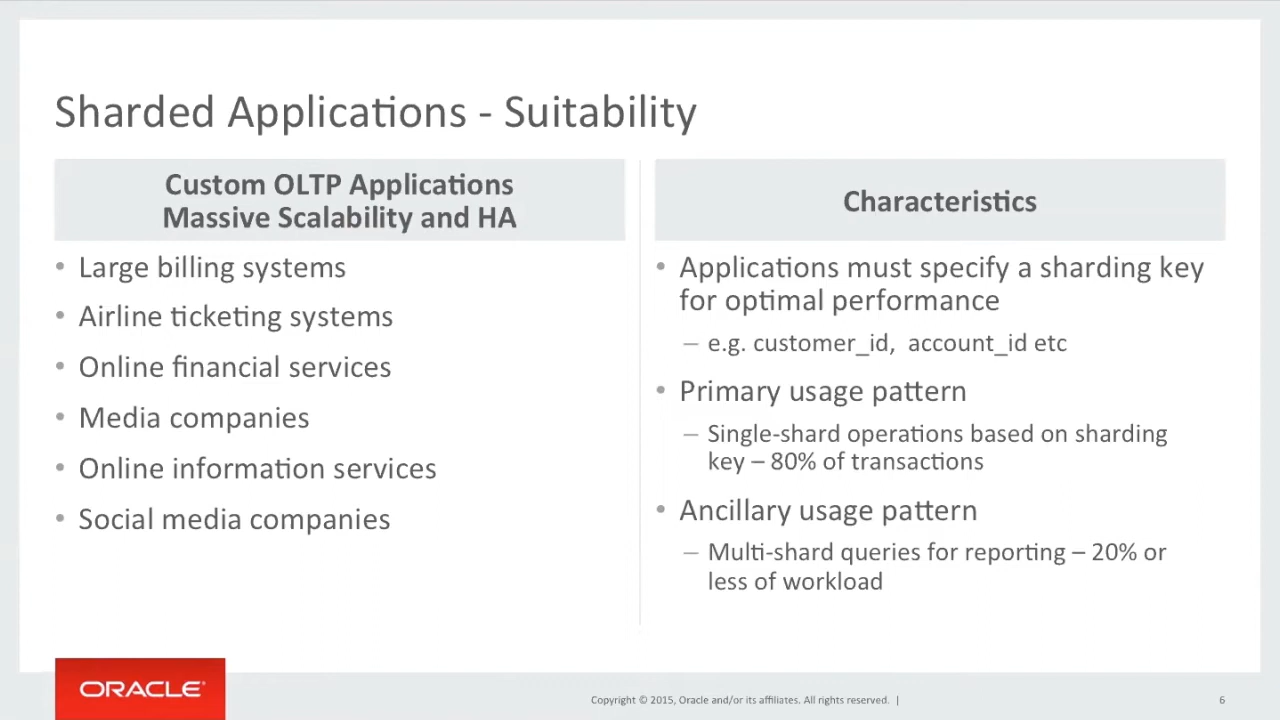 Sharded Applications - Suitability
Custom OLTP Applications
Massive Scalability and HA
• Large billing systems
• Airline ticketing systems
• Online financial services
• Media companies
• Online information services
• Social media companies
Characteristics
• Applications must specify a sharding key
for optimal performance
– e.g. customer_id, account_id etc
• Primary usage pattern
– Single-shard operations based on sharding
key – 80% of transactions
• Ancillary usage pattern
– Multi-shard queries for reporting – 20% or
less of workload
ORACLE®
Copyright © 2015, Oracle and/or its affiliates. All rights reserved. |
6